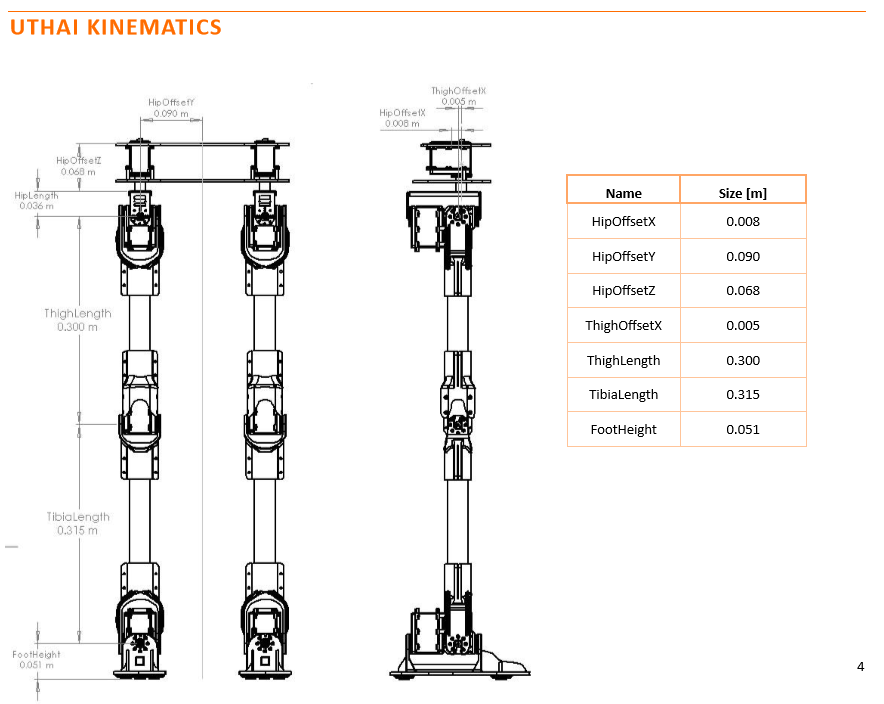 UTHAI KINEMATICS
HipOffsetY
0.090 m
ThighOffsetX
0.005 m
HipOffsetX
0.008 m
HipOffsetZ
0.068 m
HipLength
0.036 m
ThighLength
0.300 m
TibiaLength
0.315 m
FootHeight
0.051 m
Name Size [m]
HipOffsetX 0.008
HipOffsetY 0.090
HipOffsetZ 0.068
ThighOffsetX 0.005
ThighLength 0.300
TibiaLength 0.315
FootHeight 0.051
4